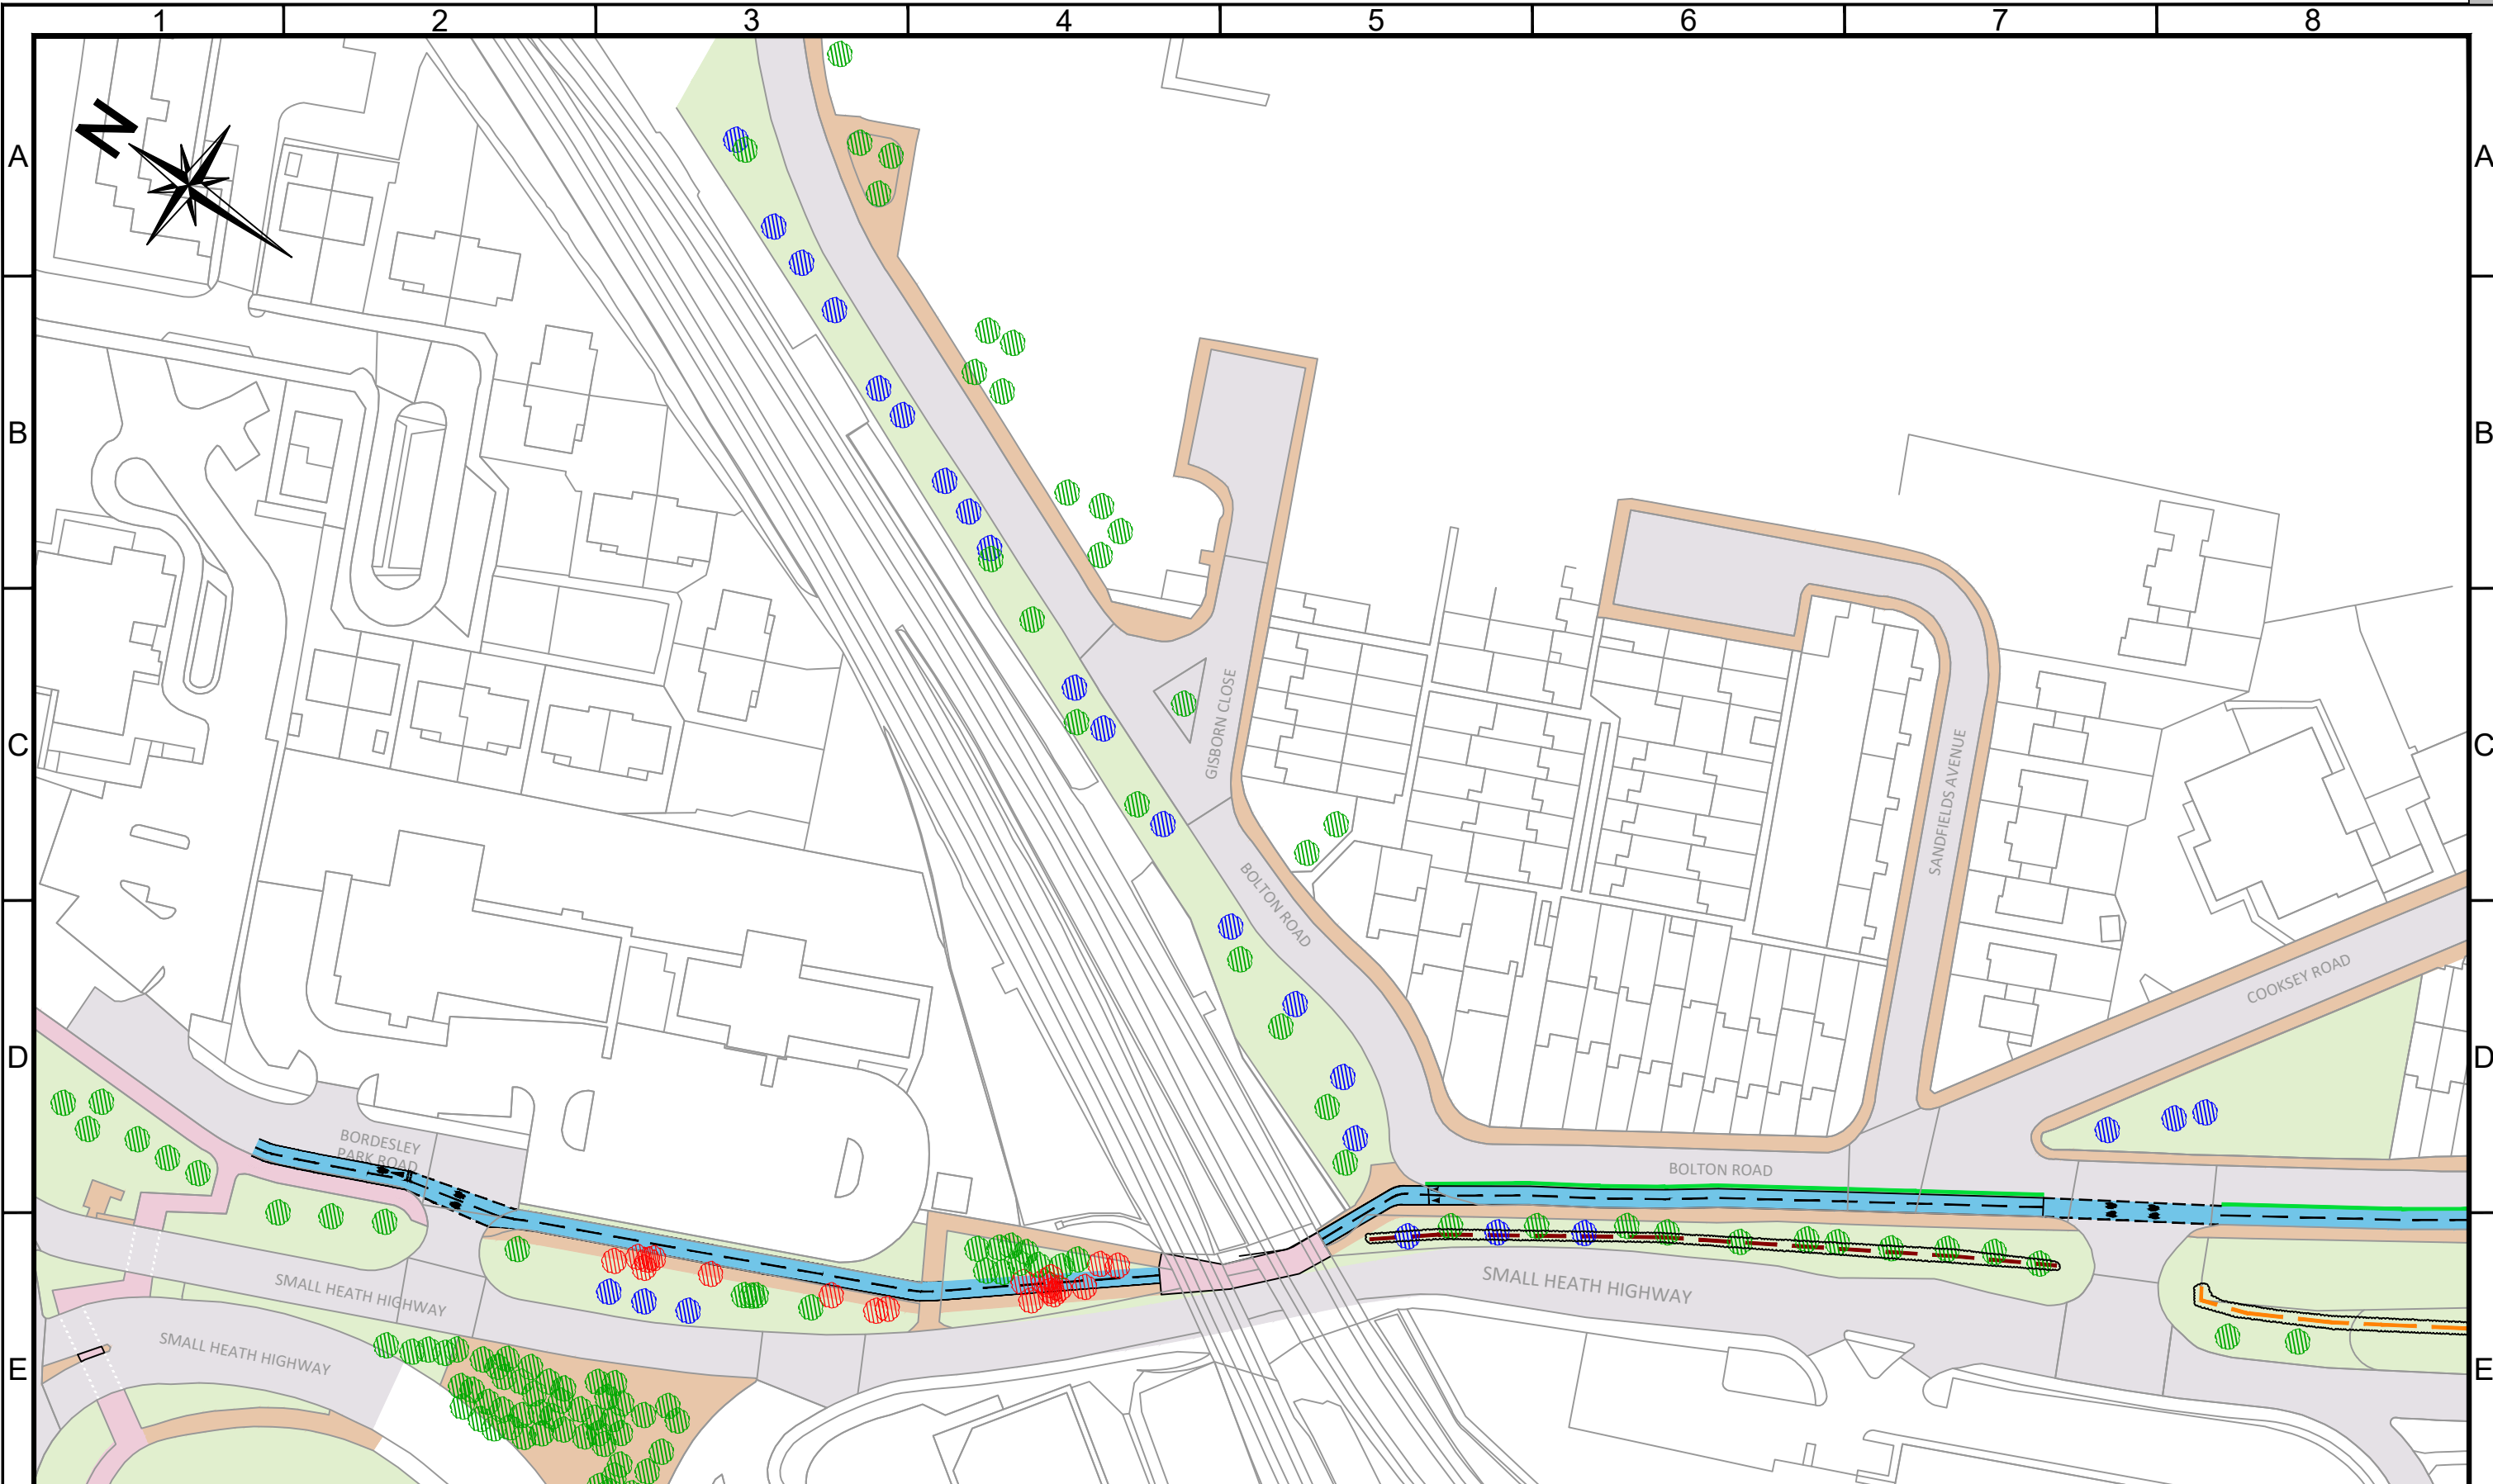 1 2 3 4 5 6 7 8
A A
N
B B
GISBORN CLOSE
C C
SANDFIELDS AVENUE
BOLTON ROAD
COOKSEY ROAD
D D
BORDESLEY
PARK ROAD
BOLTON ROAD
SMALL HEATH HIGHWAY
SMALL HEATH HIGHWAY
SMALL HEATH HIGHWAY
E E